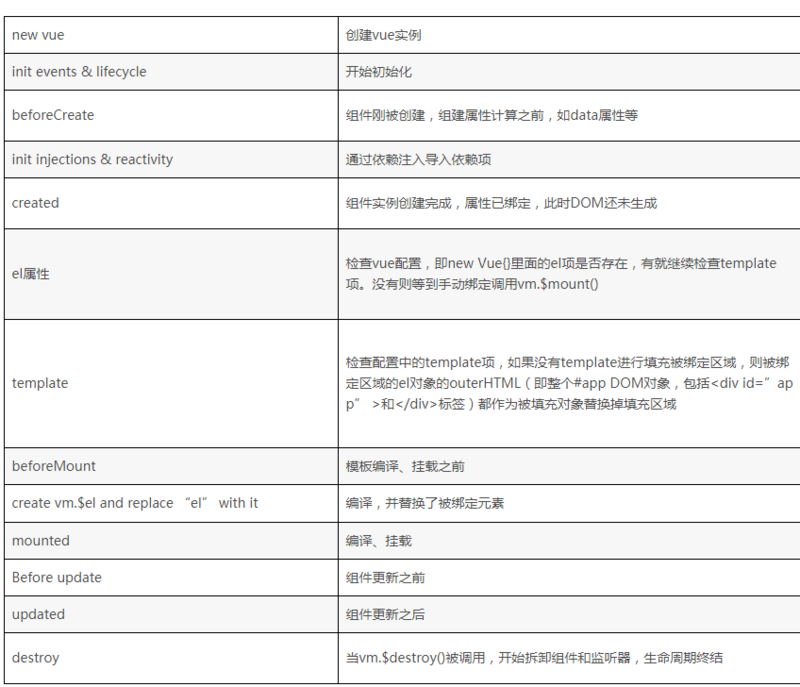 new vue
创建vue实例
init events & lifecycle
开始初始化
beforeCreate
组件刚被创建，组建属性计算之前，如data属性等
init injections & reactivity
通过依赖注入导入依赖项
created
组件实例创建完成，属性已绑定，此时DOM还未生成
el属性
检查vue配置，即new Vue{}里面的el项是否存在，有就继续检查template
项。没有则等到手动绑定调用vm.$mount()
template
检查配置中的template项，如果没有template进行填充被绑定区域，则被绑
定区域的el对象的outerHTML（即整个#app DOM对象，包括<div id=”ap
p” >和</div>标签）都作为被填充对象替换掉填充区域
beforeMount
模板编译、挂载之前
create vm.$el and replace “el” with it
编译，并替换了被绑定元素
mounted
编译、挂载
Before update
组件更新之前
updated
组件更新之后
destroy
当vm.$destroy()被调用，开始拆卸组件和监听器，生命周期终结